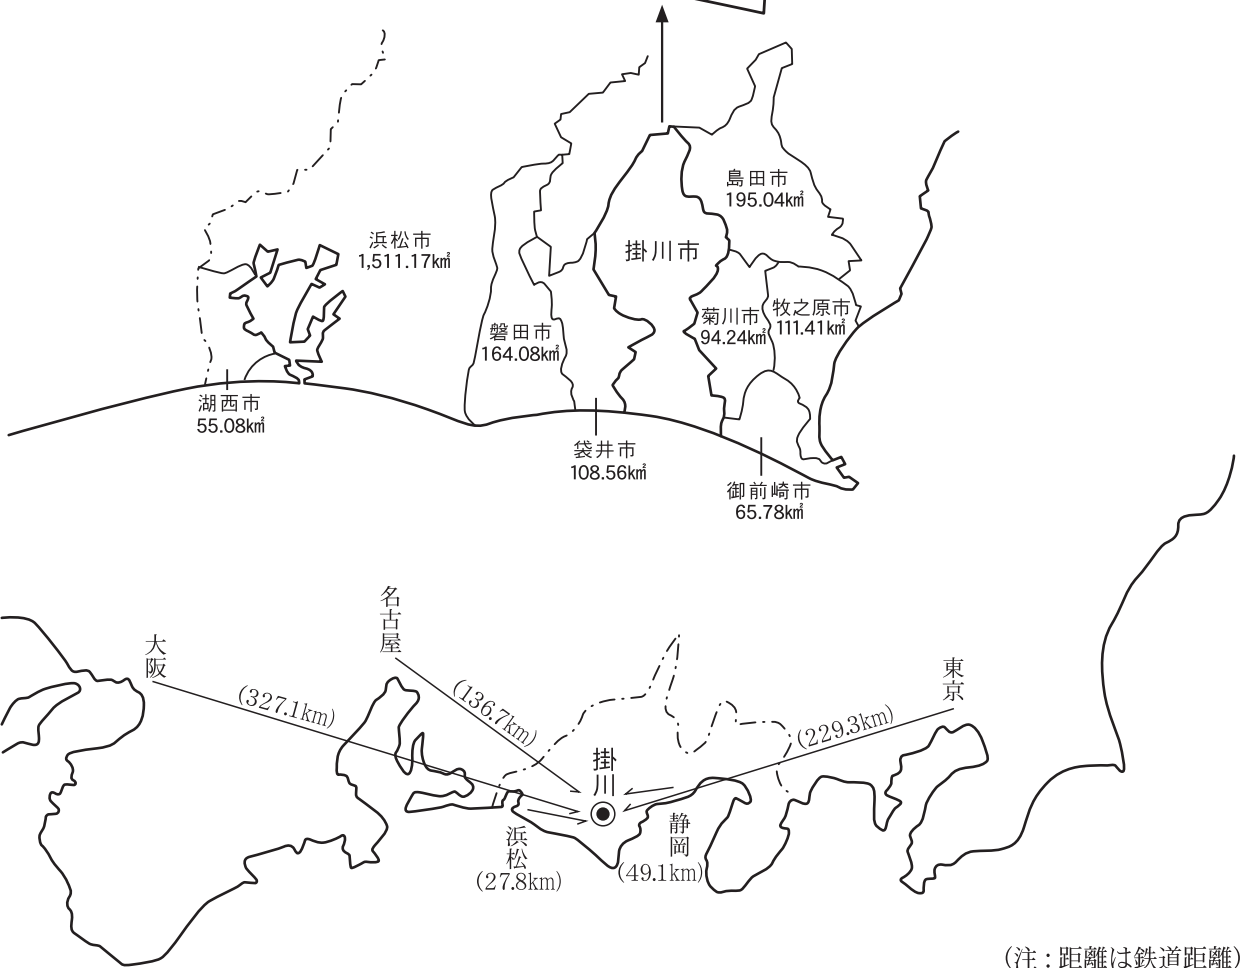 島田市
195.04㎢
浜松市
1,511.17㎢
掛川市
菊川市
94.24㎢
牧之原市
111.41㎢
磐田市
164.08㎢
湖西市
55.08㎢
袋井市
108.56㎢
御前崎市
65.78㎢
名古屋
大阪
東京
(327.1km)
(136.7km)
(229.3km)
掛川
浜松
(27.8km)
静岡
(49.1km)
(注：距離は鉄道距離)